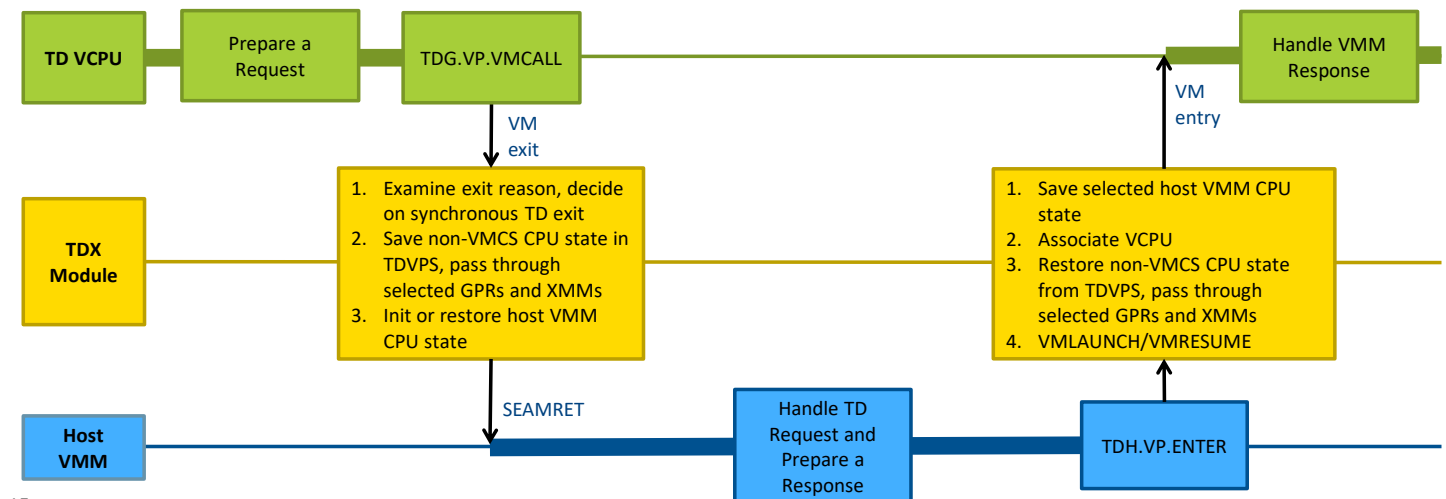 TD VCPU
Prepare a
Request
TDG.VP.VMCALL
Handle VMM
Response
VM
exit
VM
entry
TDX
Module
1. Examine exit reason, decide
on synchronous TD exit
2. Save non-VMCS CPU state in
TDVPS, pass through
selected GPRs and XMMs
3. Init or restore host VMM
CPU state
1. Save selected host VMM CPU
state
2. Associate VCPU
3. Restore non-VMCS CPU state
from TDVPS, pass through
selected GPRs and XMMs
4. VMLAUNCH/VMRESUME
SEAMRET
Host
VMM
Handle TD
Request and
Prepare a
Response
TDH.VP.ENTER